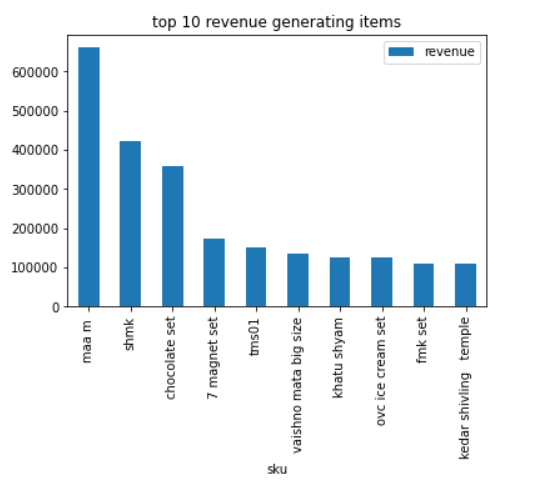 top 10 revenue generating items
revenue
600000
500000
400000
300000
200000
100000
0
maa m
shmk
chocolate set
7 magnet set
tms01
vaishno mata big size
khatu shyam
ovc ice cream set
fmk set
kedar shivling  temple
sku